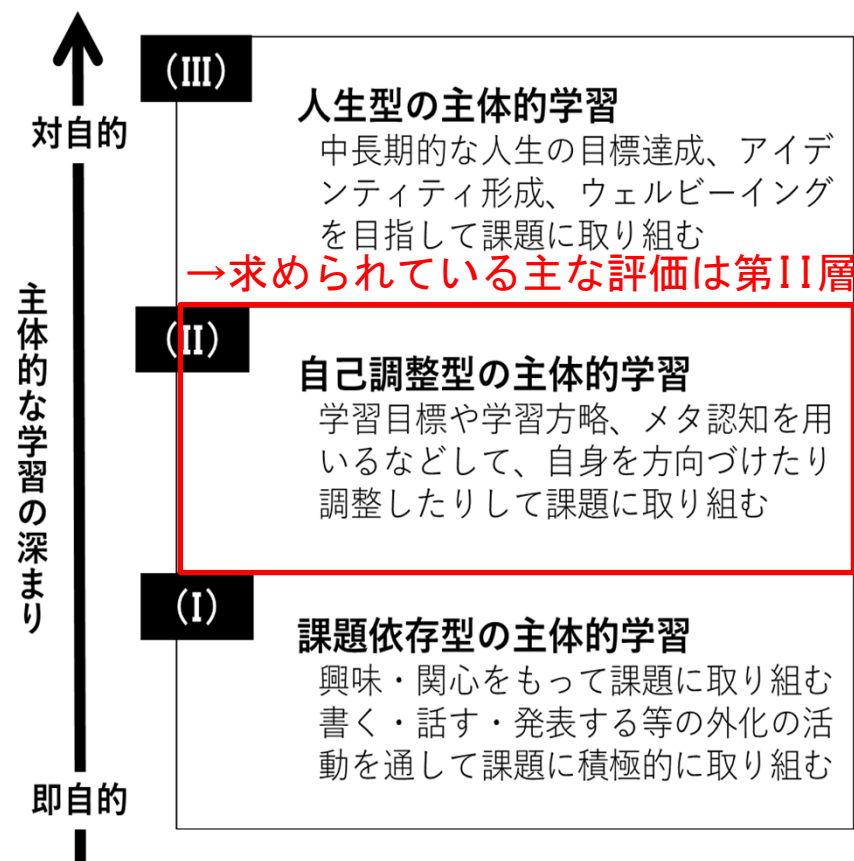 対自的
主体的な学習の深まり
即自的
(III)
人生型の主体的学習
中長期的な人生の目標達成、アイデ
ンティティ形成、ウェルビーイング
を目指して課題に取り組む
→求められている主な評価は第II層
(II)
自己調整型の主体的学習
学習目標や学習方略、メタ認知を用
いるなどして、自身を方向づけたり
調整したりして課題に取り組む
(I)
課題依存型の主体的学習
興味・関心をもって課題に取り組む
書く・話す・発表する等の外化の活
動を通して課題に積極的に取り組む